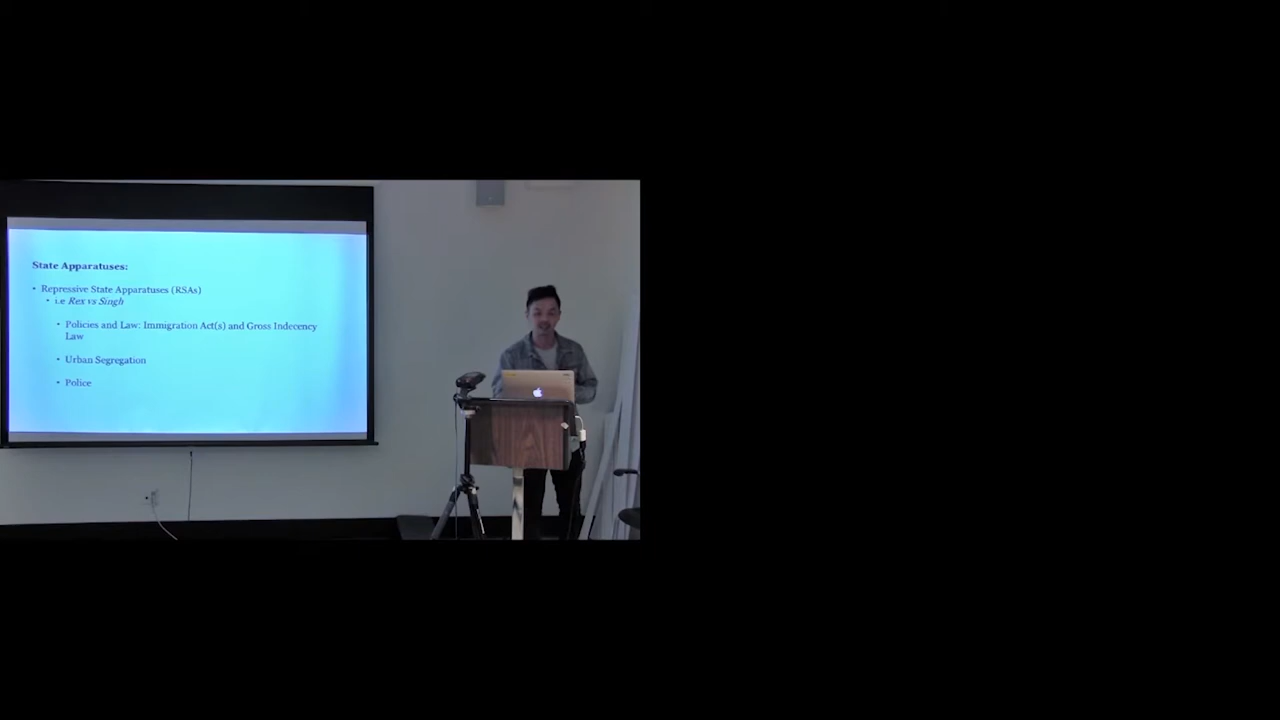 State Apparatuses:
• Repressive State Apparatuses (RSAs)
• i.e Rex vs Singh
• Policies and Law: Immigration Act(s) and Gross Indecency
Law
• Urban Segregation
• Police